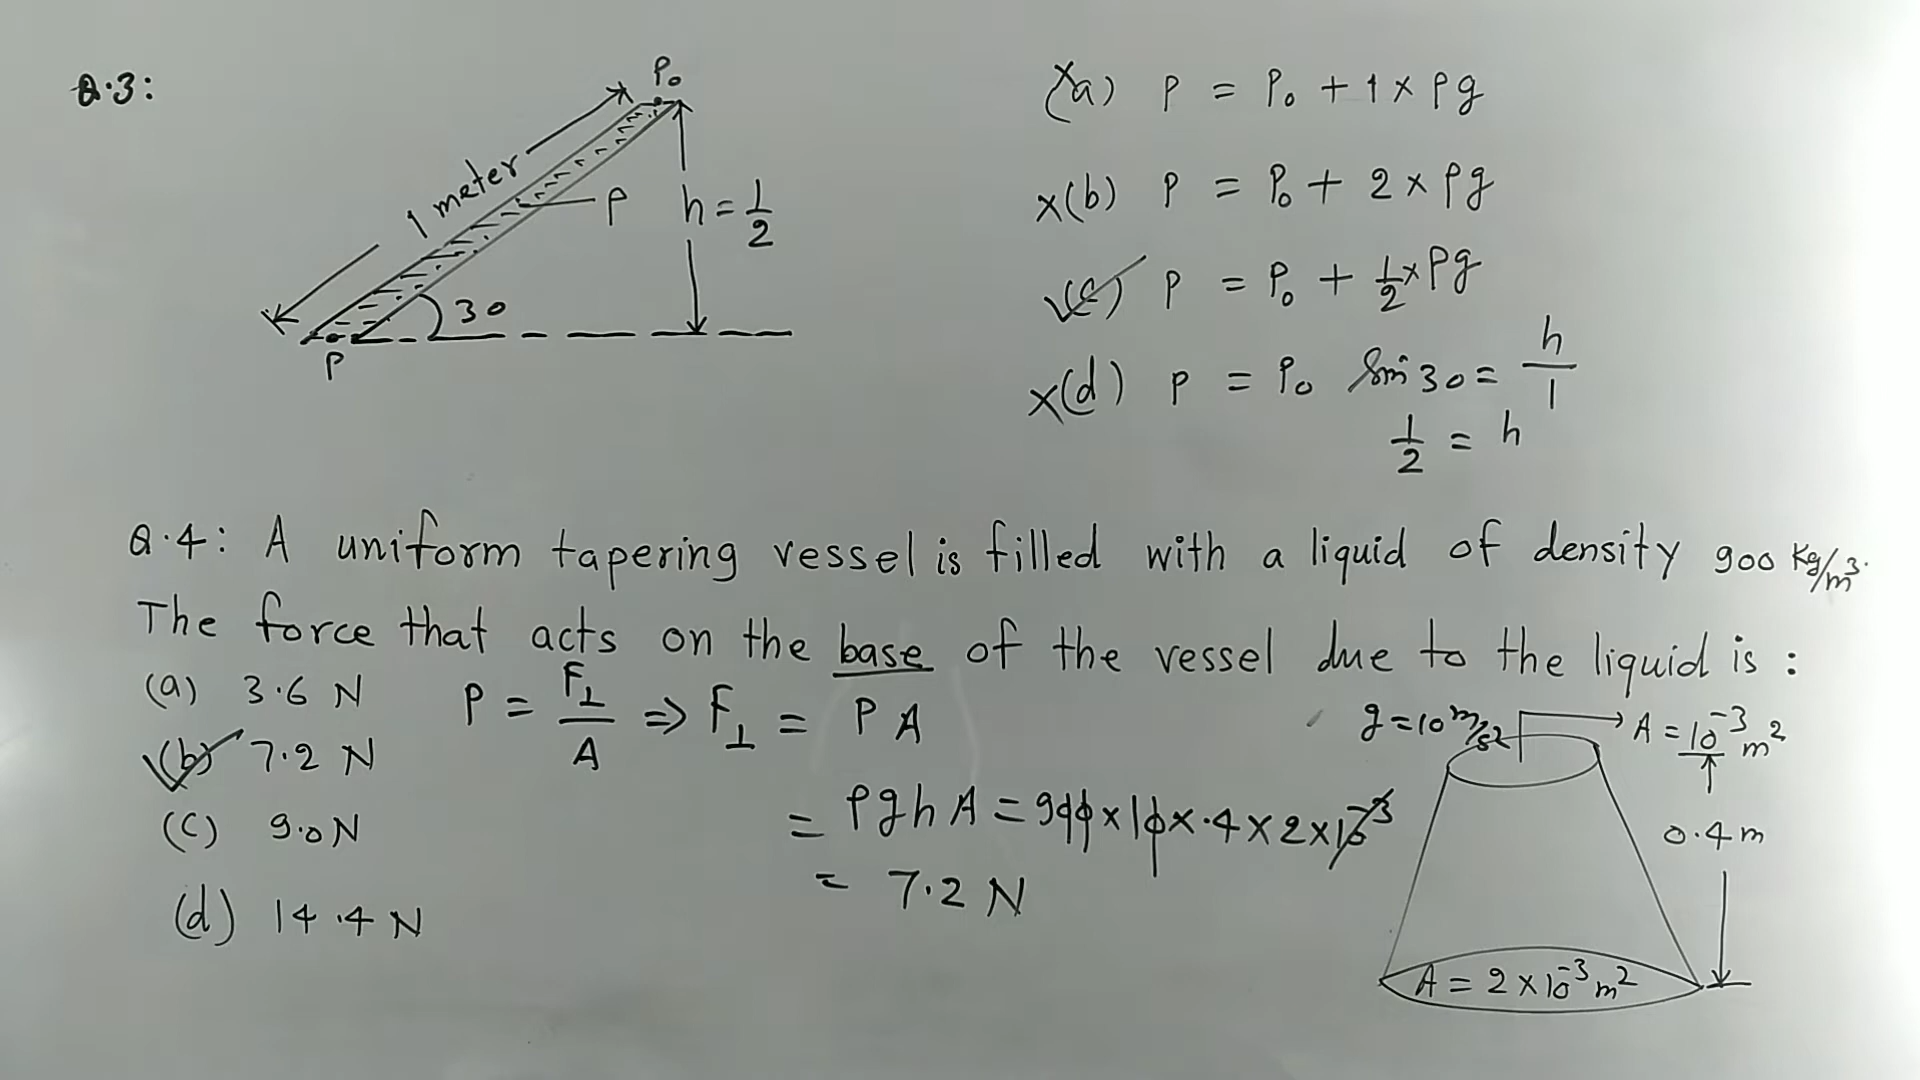 Q.3:
P₀
1 meter
ρ
h = 1/2
30
P
x(a) P = P₀ + 1 × ρg
x(b) P = P₀ + 2 × ρg
✓(c) P = P₀ + 1/2 × ρg
x(d) P = P₀
Sin 30 = h/1
1/2 = h
Q.4: A uniform tapering vessel is filled with a liquid of density 900 Kg/m³.
The force that acts on the base of the vessel due to the liquid is :
(a) 3.6 N
✓(b) 7.2 N
(c) 9.0 N
(d) 14.4 N
P = F⊥/A ⇒ F⊥ = P A
= ρghA = 900 × 10 × .4 × 2 × 10⁻³
= 7.2 N
g = 10 m/s²
A = 10⁻³ m²
0.4 m
A = 2 × 10⁻³ m²